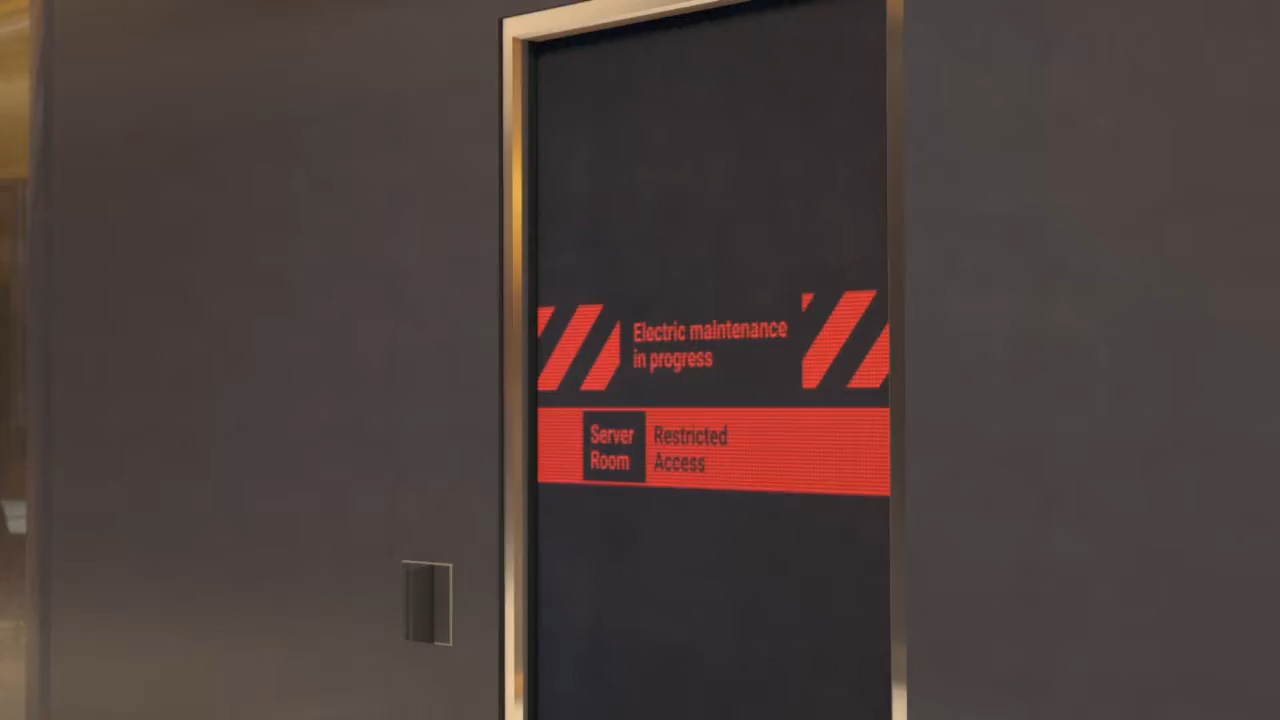 Electric maintenance
in progress
Server
Room
Restricted
Access